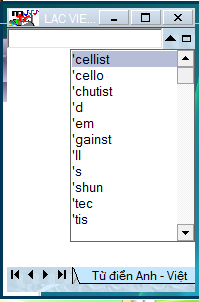 LAC VIE...
'cellist
'cello
'chutist
'd
'em
'gainst
'll
's
'shun
'tec
'tis
Từ điển Anh - Việt